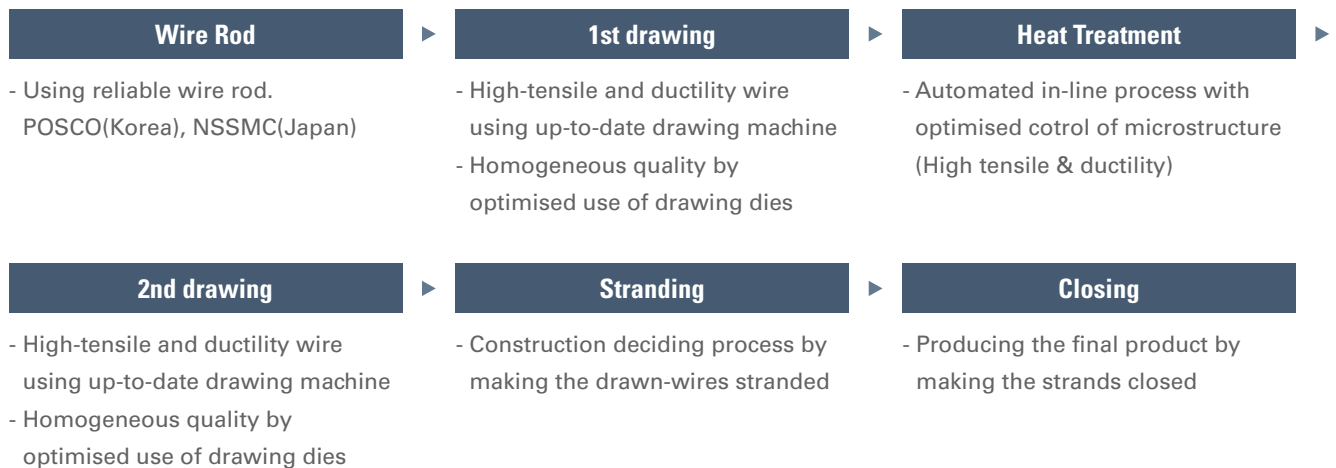 Wire Rod
- Using reliable wire rod.
POSCO(Korea), NSSMC(Japan)
1st drawing
- High-tensile and ductility wire
using up-to-date drawing machine
- Homogeneous quality by
optimised use of drawing dies
Heat Treatment
- Automated in-line process with
optimised cotrol of microstructure
(High tensile & ductility)
2nd drawing
- High-tensile and ductility wire
using up-to-date drawing machine
- Homogeneous quality by
optimised use of drawing dies
Stranding
- Construction deciding process by
making the drawn-wires stranded
Closing
- Producing the final product by
making the strands closed